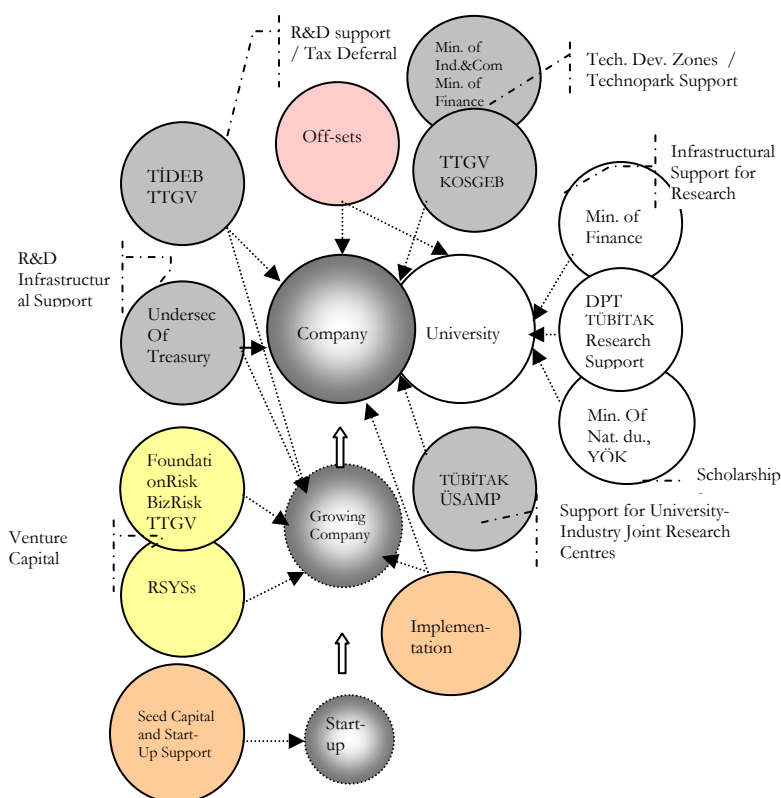 R&D support
/ Tax Deferral
Min. of
Ind.&Com
Min. of
Finance
Tech. Dev. Zones /
Technopark Support
Off-sets
TİDEB
TTGV
TTGV
KOSGEB
Infrastructural
Support for
Research
Min. of
Finance
R&D
Infrastructur
al Support
Undersec
Of
Treasury
Company
University
DPT
TÜBİTAK
Research
Support
Min. Of
Nat. du.,
YÖK
Scholarship
Foundati
onRisk
BizRisk
TTGV
Venture
Capital
RSYSs
Growing
Company
TÜBİTAK
ÜSAMP
Support for University-
Industry Joint Research
Centres
Implemen-
tation
Seed Capital
and Start-
Up Support
Start-
up